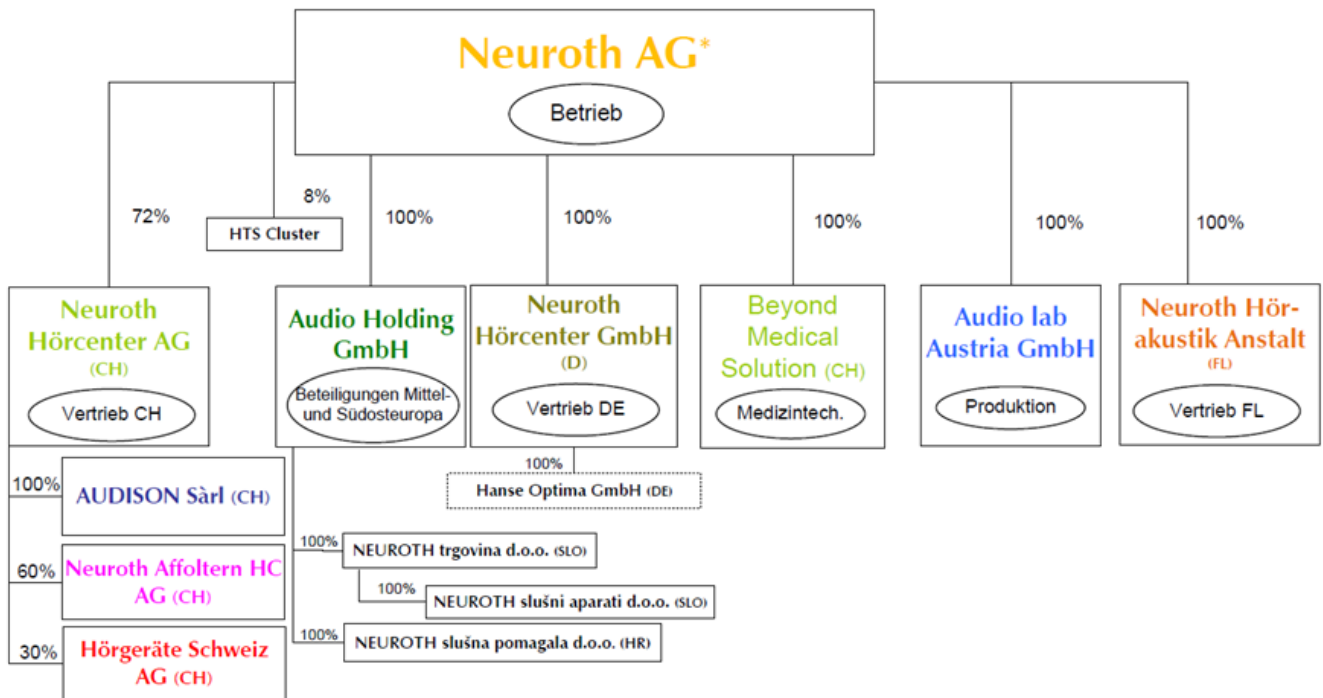 Neuroth AG*
Betrieb
72%
8%
100%
100%
100%
100%
100%
HTS Cluster
Neuroth
Hörcenter AG
(CH)
Vertrieb CH
Audio Holding
GmbH
Beteiligungen Mittel-
und Südosteuropa
Neuroth
Hörcenter GmbH
(D)
Vertrieb DE
Beyond
Medical
Solution (CH)
Medizintech.
Audio lab
Austria GmbH
Produktion
Neuroth Hör-
akustik Anstalt
(FL)
Vertrieb FL
100%
AUDISON Sàrl (CH)
60%
Neuroth Affoltern HC
AG (CH)
30%
Hörgeräte Schweiz
AG (CH)
100%
Hanse Optima GmbH (DE)
100%
NEUROTH trgovina d.o.o. (SLO)
100%
NEUROTH slušni aparati d.o.o. (SLO)
100%
NEUROTH slušna pomagala d.o.o. (HR)